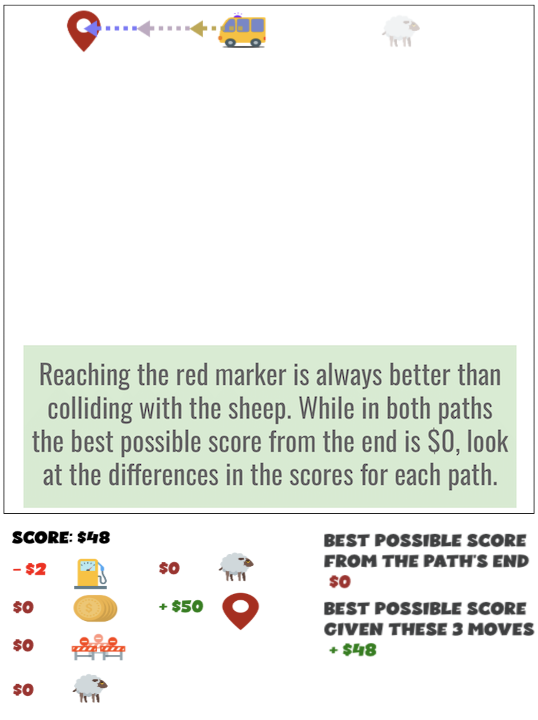 Reaching the red marker is always better than
colliding with the sheep. While in both paths
the best possible score from the end is $0, look
at the differences in the scores for each path.
SCORE: $48
- $2
$0
$0
+ $50
$0
$0
BEST POSSIBLE SCORE
FROM THE PATH'S END
$0
BEST POSSIBLE SCORE
GIVEN THESE 3 MOVES
+ $48